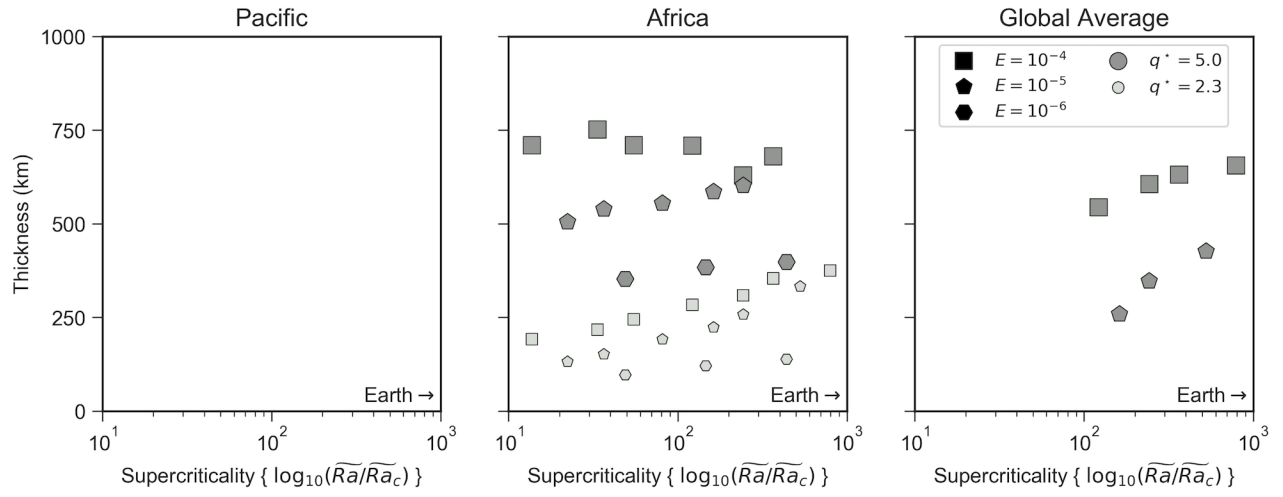 Pacific
Africa
Global Average
1000
750
500
250
0
Thickness (km)
E = 10⁻⁴
E = 10⁻⁵
E = 10⁻⁶
q* = 5.0
q* = 2.3
Earth →
Earth →
Earth →
10¹ 10² 10³
10¹ 10² 10³
10¹ 10² 10³
Supercriticality { log₁₀(R͠a/R͠a_c) }
Supercriticality { log₁₀(R͠a/R͠a_c) }
Supercriticality { log₁₀(R͠a/R͠a_c) }